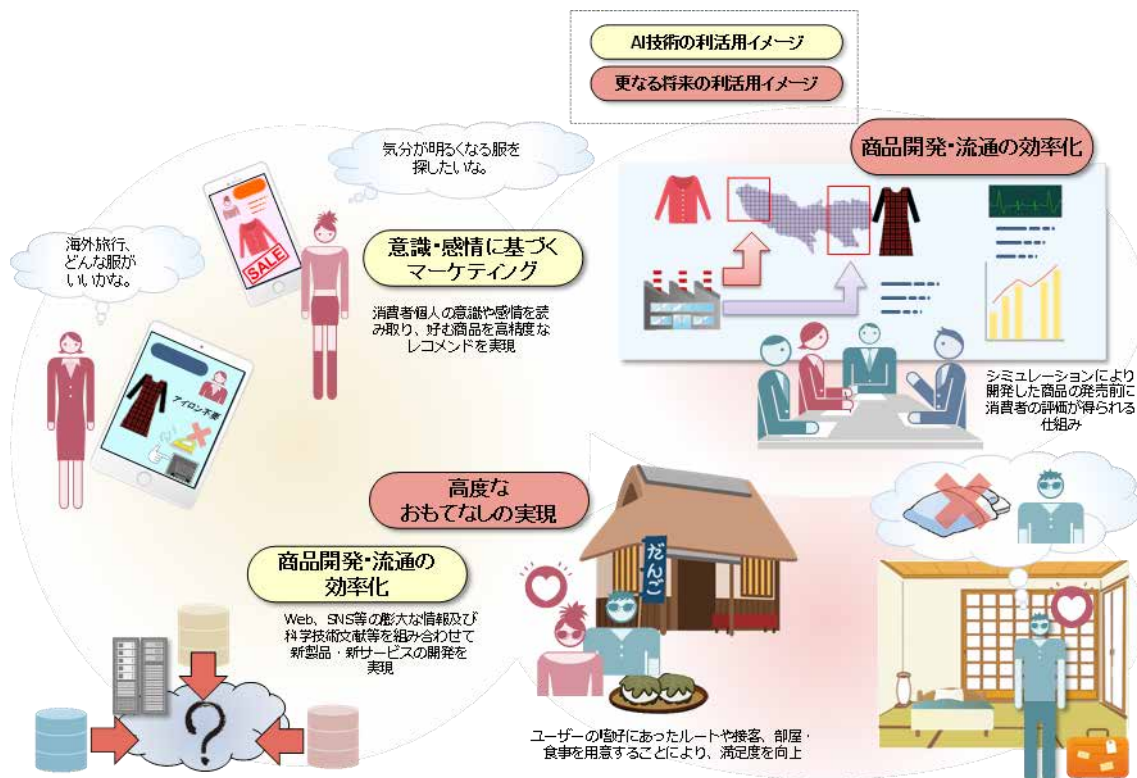 AI技術の利活用イメージ
更なる将来の利活用イメージ
気分が明るくなる服を
探したいな。
商品開発・流通の効率化
海外旅行、
どんな服が
いいかな。
SALE
意識・感情に基づく
マーケティング
消費者個人の意識や感情を読
み取り、好む商品を高精度な
レコメンドを実現
アイロン不要
シミュレーションにより
開発した商品の発売前に
消費者の評価が得られる
仕組み
高度な
おもてなしの実現
だんご
商品開発・流通の
効率化
Web、SNS等の膨大な情報及び
科学技術文献等を組み合わせて
新製品・新サービスの開発を
実現
?
ユーザーの嗜好にあったルートや接客、部屋・
食事を用意することにより、満足度を向上